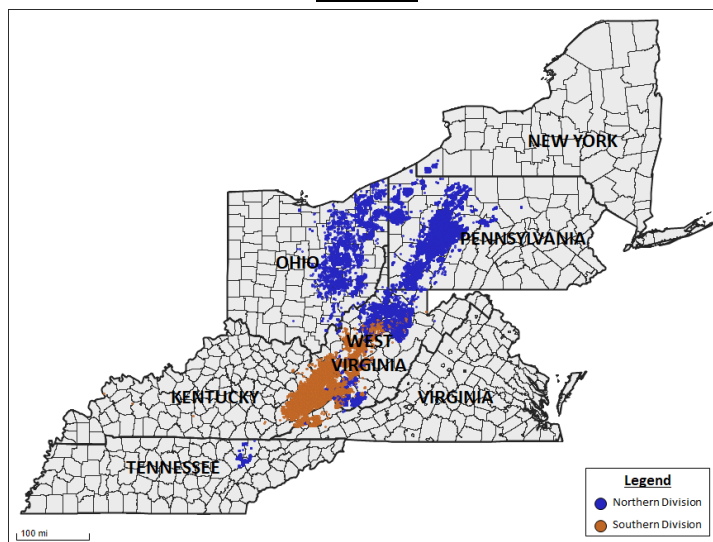 NEW YORK
PENNSYLVANIA
OHIO
WEST
VIRGINIA
KENTUCKY
VIRGINIA
TENNESSEE
Legend
Northern Division
Southern Division
100 mi